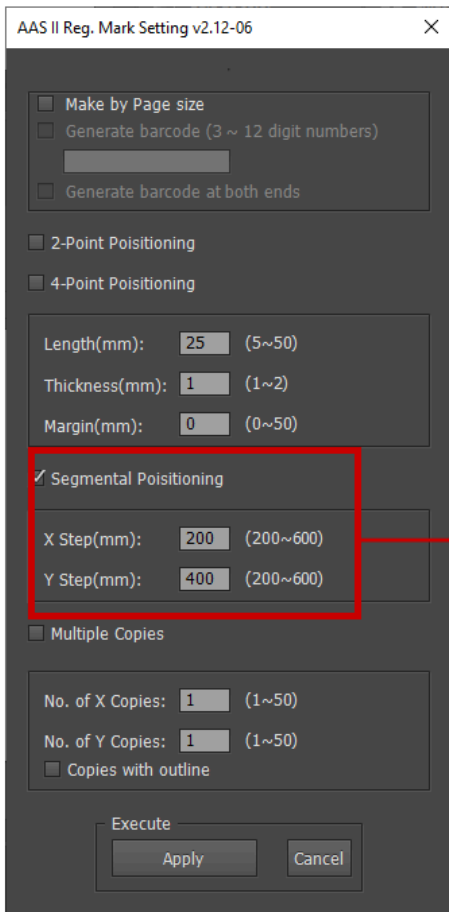 AAS II Reg. Mark Setting v2.12-06
Make by Page size
Generate barcode (3 ~ 12 digit numbers)
Generate barcode at both ends
2-Point Poisitioning
4-Point Poisitioning
Length(mm): 25 (5~50)
Thickness(mm): 1 (1~2)
Margin(mm): 0 (0~50)
Segmental Poisitioning
X Step(mm): 200 (200~600)
Y Step(mm): 400 (200~600)
Multiple Copies
No. of X Copies: 1 (1~50)
No. of Y Copies: 1 (1~50)
Copies with outline
Execute
Apply Cancel